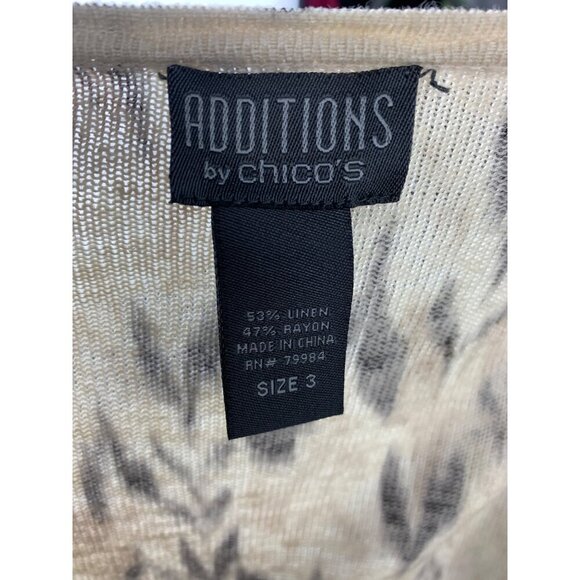 ADDITIONS
by chico's
53% LINEN
47% RAYON
MADE IN CHINA
RN# 79984
SIZE 3